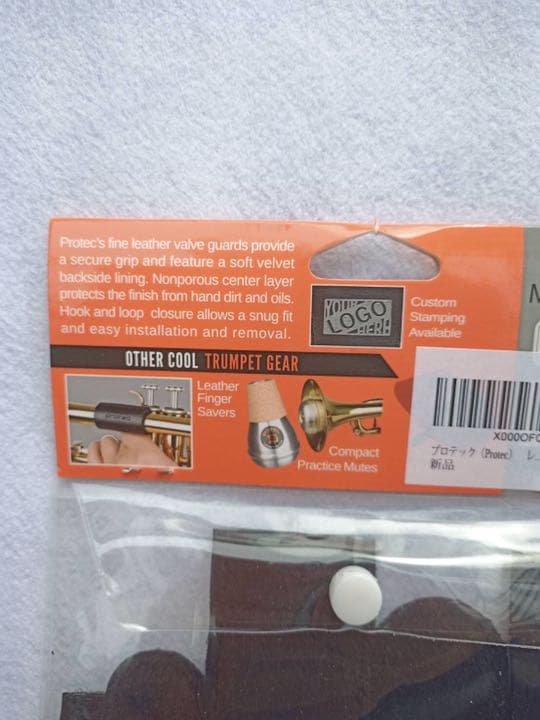 Protec's fine leather valve guards provide
a secure grip and feature a soft velvet
backside lining. Nonporous center layer
protects the finish from hand dirt and oils.
Hook and loop closure allows a snug fit
and easy installation and removal.
YOUR
LOGO
HERE
Custom
Stamping
Available
OTHER COOL TRUMPET GEAR
protec
Leather
Finger
Savers
Compact
Practice Mutes
M
X000OF
プロテック (Protec) レ
新品